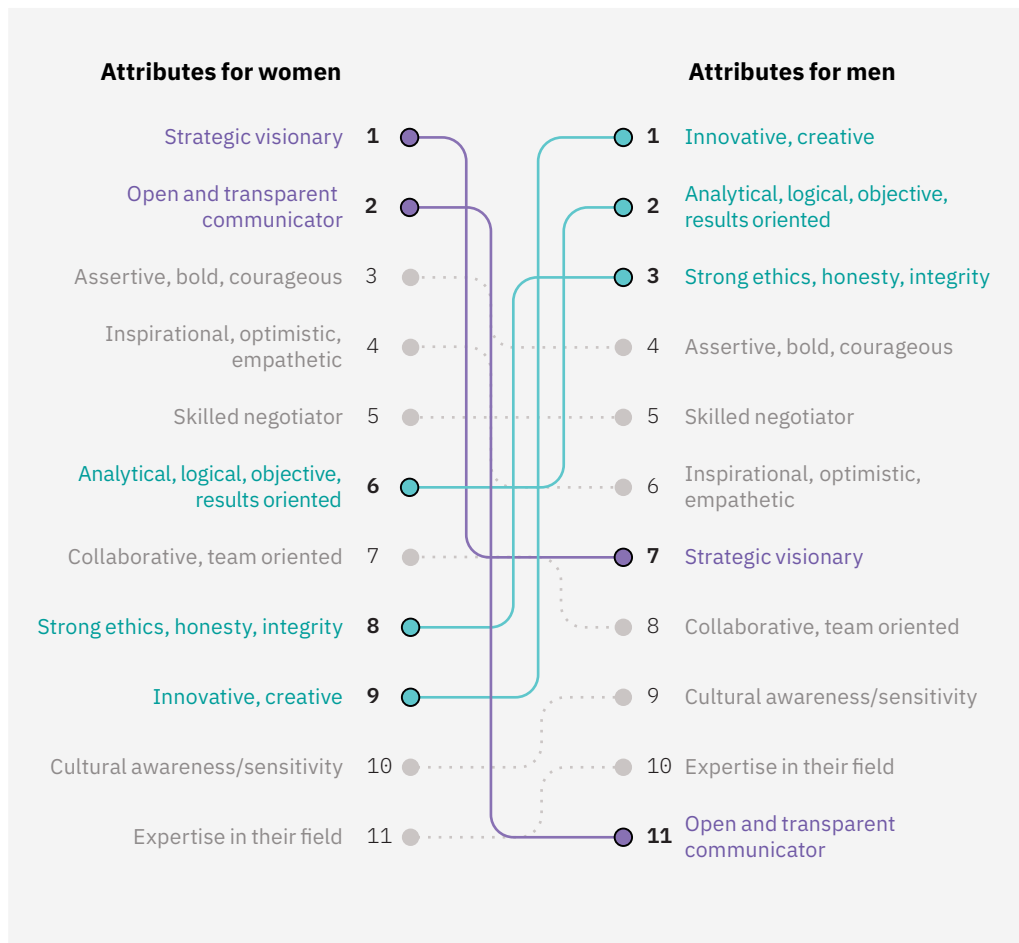 Attributes for women
Strategic visionary 1
Open and transparent
communicator 2
Assertive, bold, courageous 3
Inspirational, optimistic,
empathetic 4
Skilled negotiator 5
Analytical, logical, objective,
results oriented 6
Collaborative, team oriented 7
Strong ethics, honesty, integrity 8
Innovative, creative 9
Cultural awareness/sensitivity 10
Expertise in their field 11
Attributes for men
1 Innovative, creative
2 Analytical, logical, objective,
results oriented
3 Strong ethics, honesty, integrity
4 Assertive, bold, courageous
5 Skilled negotiator
6 Inspirational, optimistic,
empathetic
7 Strategic visionary
8 Collaborative, team oriented
9 Cultural awareness/sensitivity
10 Expertise in their field
11 Open and transparent
communicator